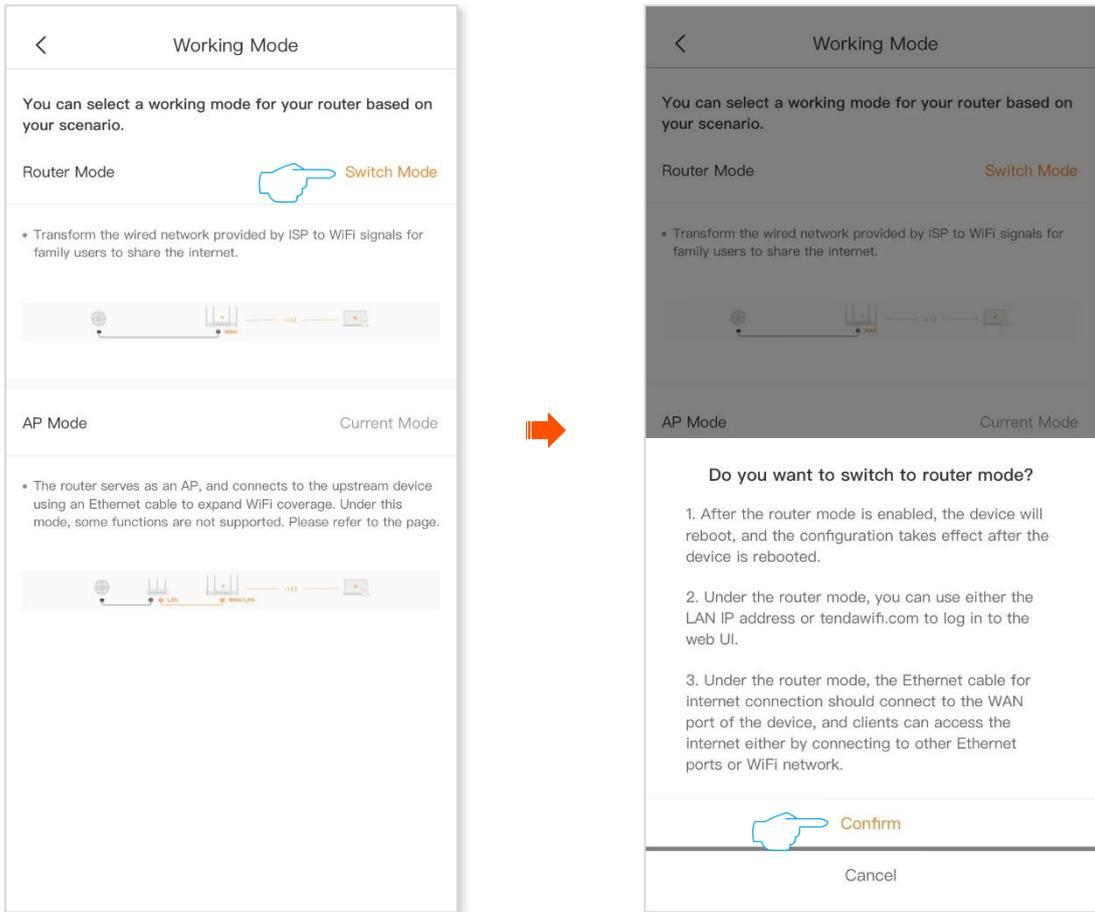 Working Mode
You can select a working mode for your router based on
your scenario.
Router Mode
Switch Mode
• Transform the wired network provided by ISP to WiFi signals for
family users to share the internet.
WAN
AP Mode
Current Mode
• The router serves as an AP, and connects to the upstream device
using an Ethernet cable to expand WiFi coverage. Under this
mode, some functions are not supported. Please refer to the page.
LAN
WAN/LAN
Working Mode
You can select a working mode for your router based on
your scenario.
Router Mode
Switch Mode
• Transform the wired network provided by ISP to WiFi signals for
family users to share the internet.
WAN
AP Mode
Current Mode
Do you want to switch to router mode?
1. After the router mode is enabled, the device will
reboot, and the configuration takes effect after the
device is rebooted.
2. Under the router mode, you can use either the
LAN IP address or tendawifi.com to log in to the
web UI.
3. Under the router mode, the Ethernet cable for
internet connection should connect to the WAN
port of the device, and clients can access the
internet either by connecting to other Ethernet
ports or WiFi network.
Confirm
Cancel